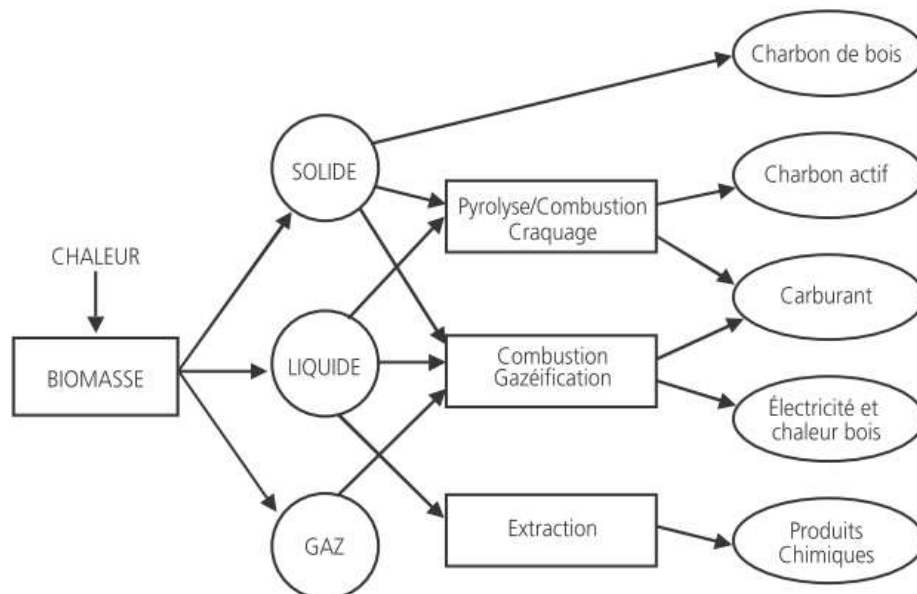 CHALEUR
BIOMASSE
SOLIDE
LIQUIDE
GAZ
Pyrolyse/Combustion
Craquage
Combustion
Gazéification
Extraction
Charbon de bois
Charbon actif
Carburant
Électricité et
chaleur bois
Produits
Chimiques